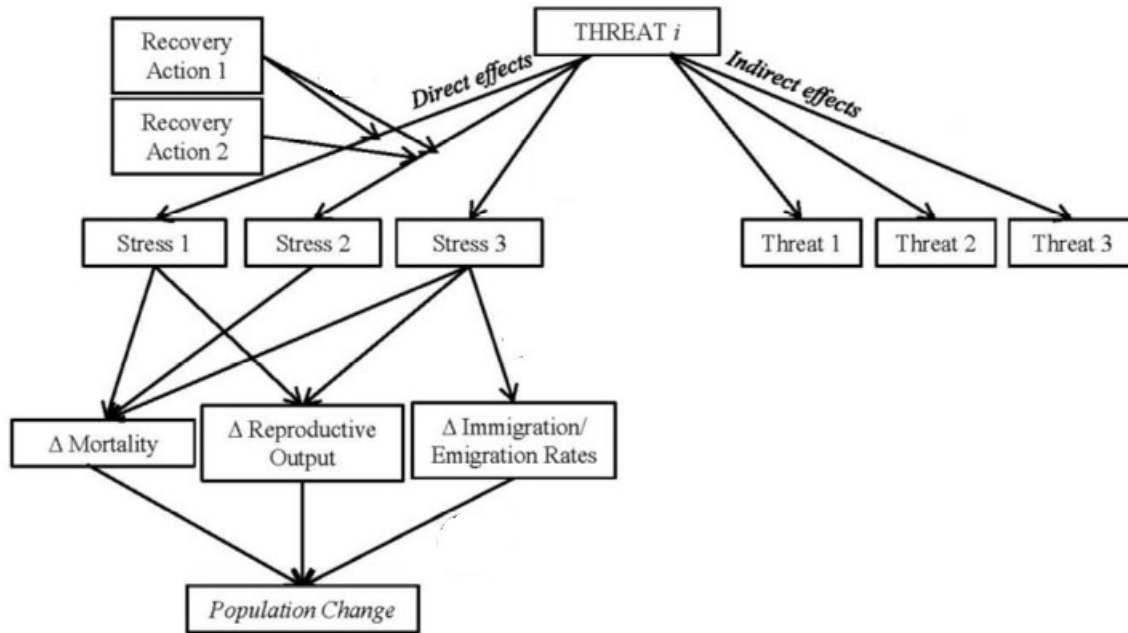 THREAT i
Recovery
Action 1
Direct effects
Indirect effects
Recovery
Action 2
Stress 1
Stress 2
Stress 3
Threat 1
Threat 2
Threat 3
Δ Mortality
Δ Reproductive
Output
Δ Immigration/
Emigration Rates
Population Change